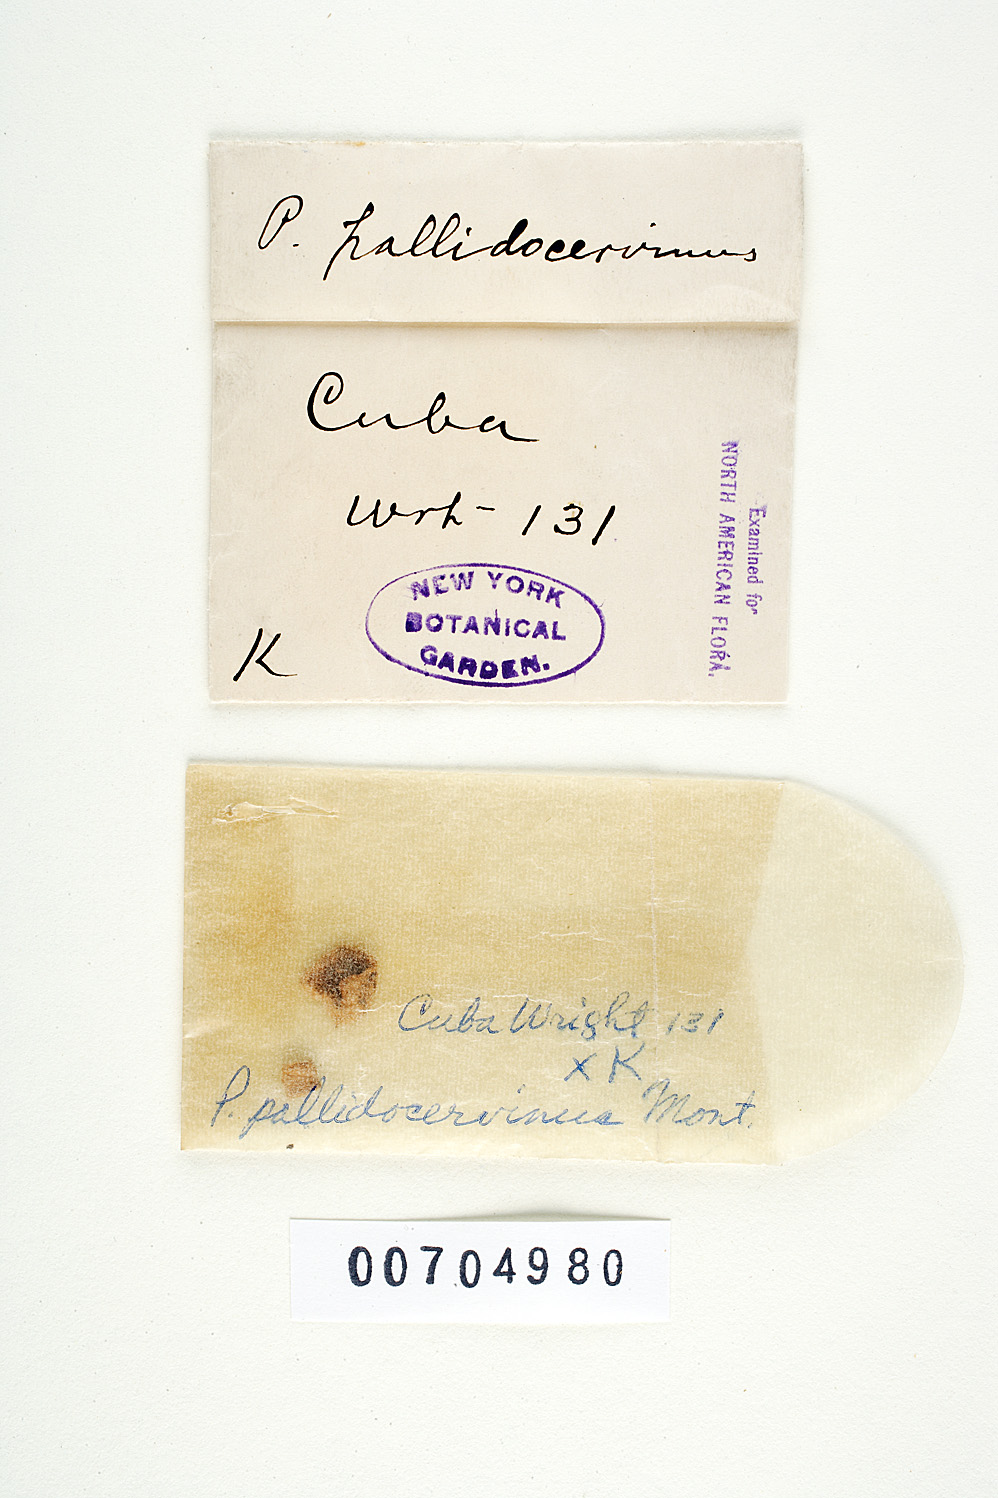 P. pallidocervinus
Cuba
Wrh- 131
K
NEW YORK
BOTANICAL
GARDEN.
Examined for
NORTH AMERICAN FLORA.
Cuba Wright 131
x K
P. pallidocervinus Mont.
00704980